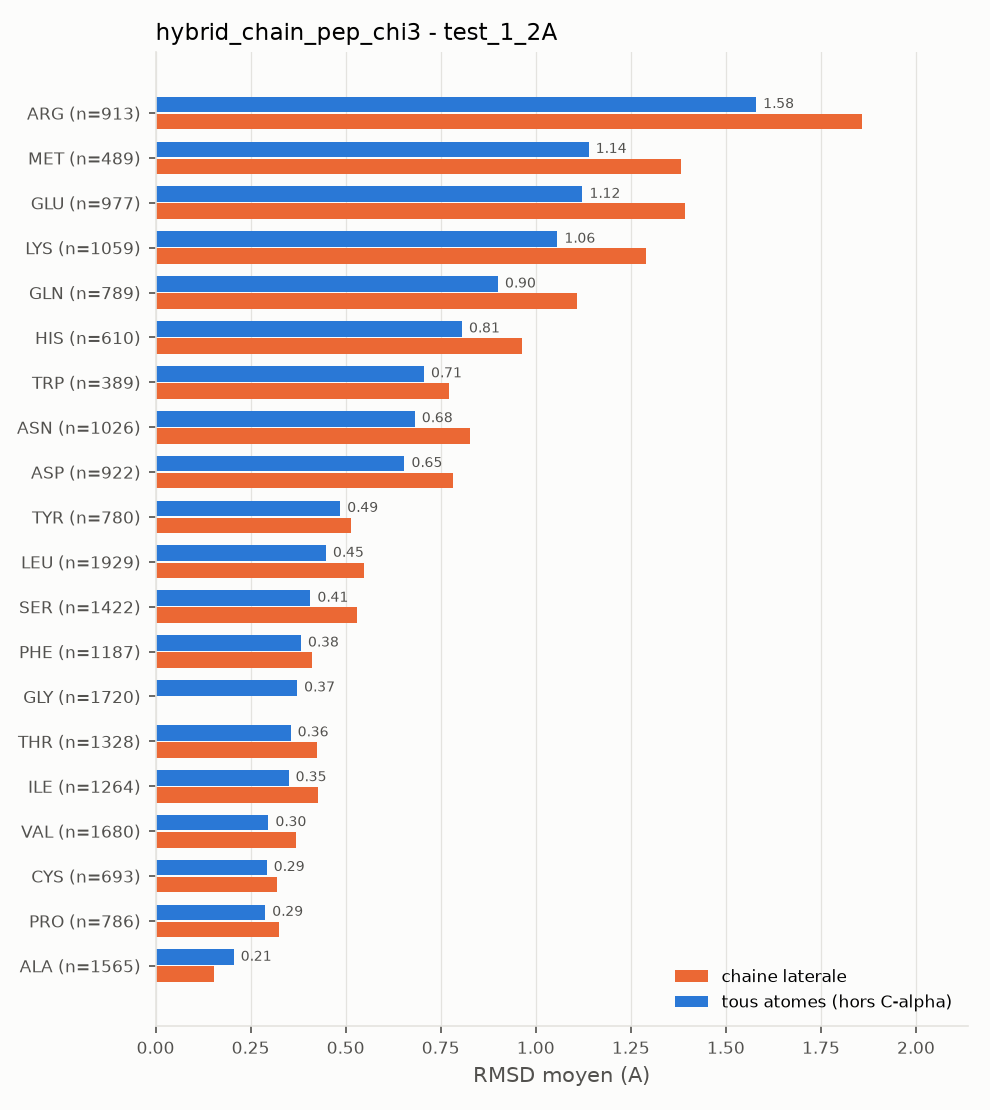 hybrid_chain_pep_chi3 - test_1_2A
ARG (n=913)
1.58
MET (n=489)
1.14
GLU (n=977)
1.12
LYS (n=1059)
1.06
GLN (n=789)
0.90
HIS (n=610)
0.81
TRP (n=389)
0.71
ASN (n=1026)
0.68
ASP (n=922)
0.65
TYR (n=780)
0.49
LEU (n=1929)
0.45
SER (n=1422)
0.41
PHE (n=1187)
0.38
GLY (n=1720)
0.37
THR (n=1328)
0.36
ILE (n=1264)
0.35
VAL (n=1680)
0.30
CYS (n=693)
0.29
PRO (n=786)
0.29
ALA (n=1565)
0.21
chaine laterale
tous atomes (hors C-alpha)
0.00 0.25 0.50 0.75 1.00 1.25 1.50 1.75 2.00
RMSD moyen (A)